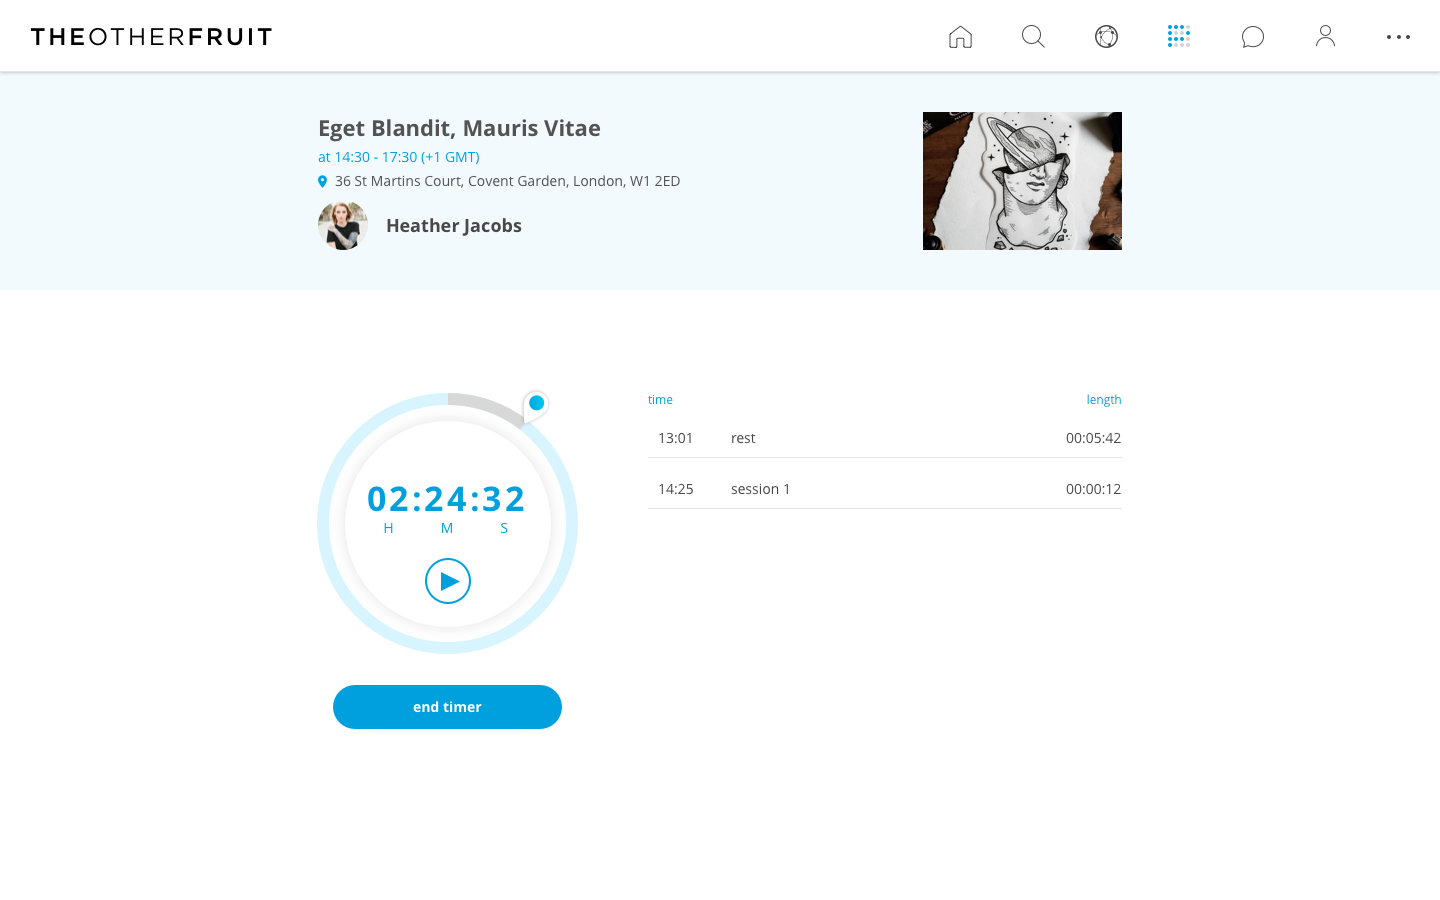 THEOTHERFRUIT
Eget Blandit, Mauris Vitae
at 14:30 - 17:30 (+1 GMT)
36 St Martins Court, Covent Garden, London, W1 2ED
Heather Jacobs
time length
13:01 rest 00:05:42
14:25 session 1 00:00:12
02:24:32
H M S
end timer